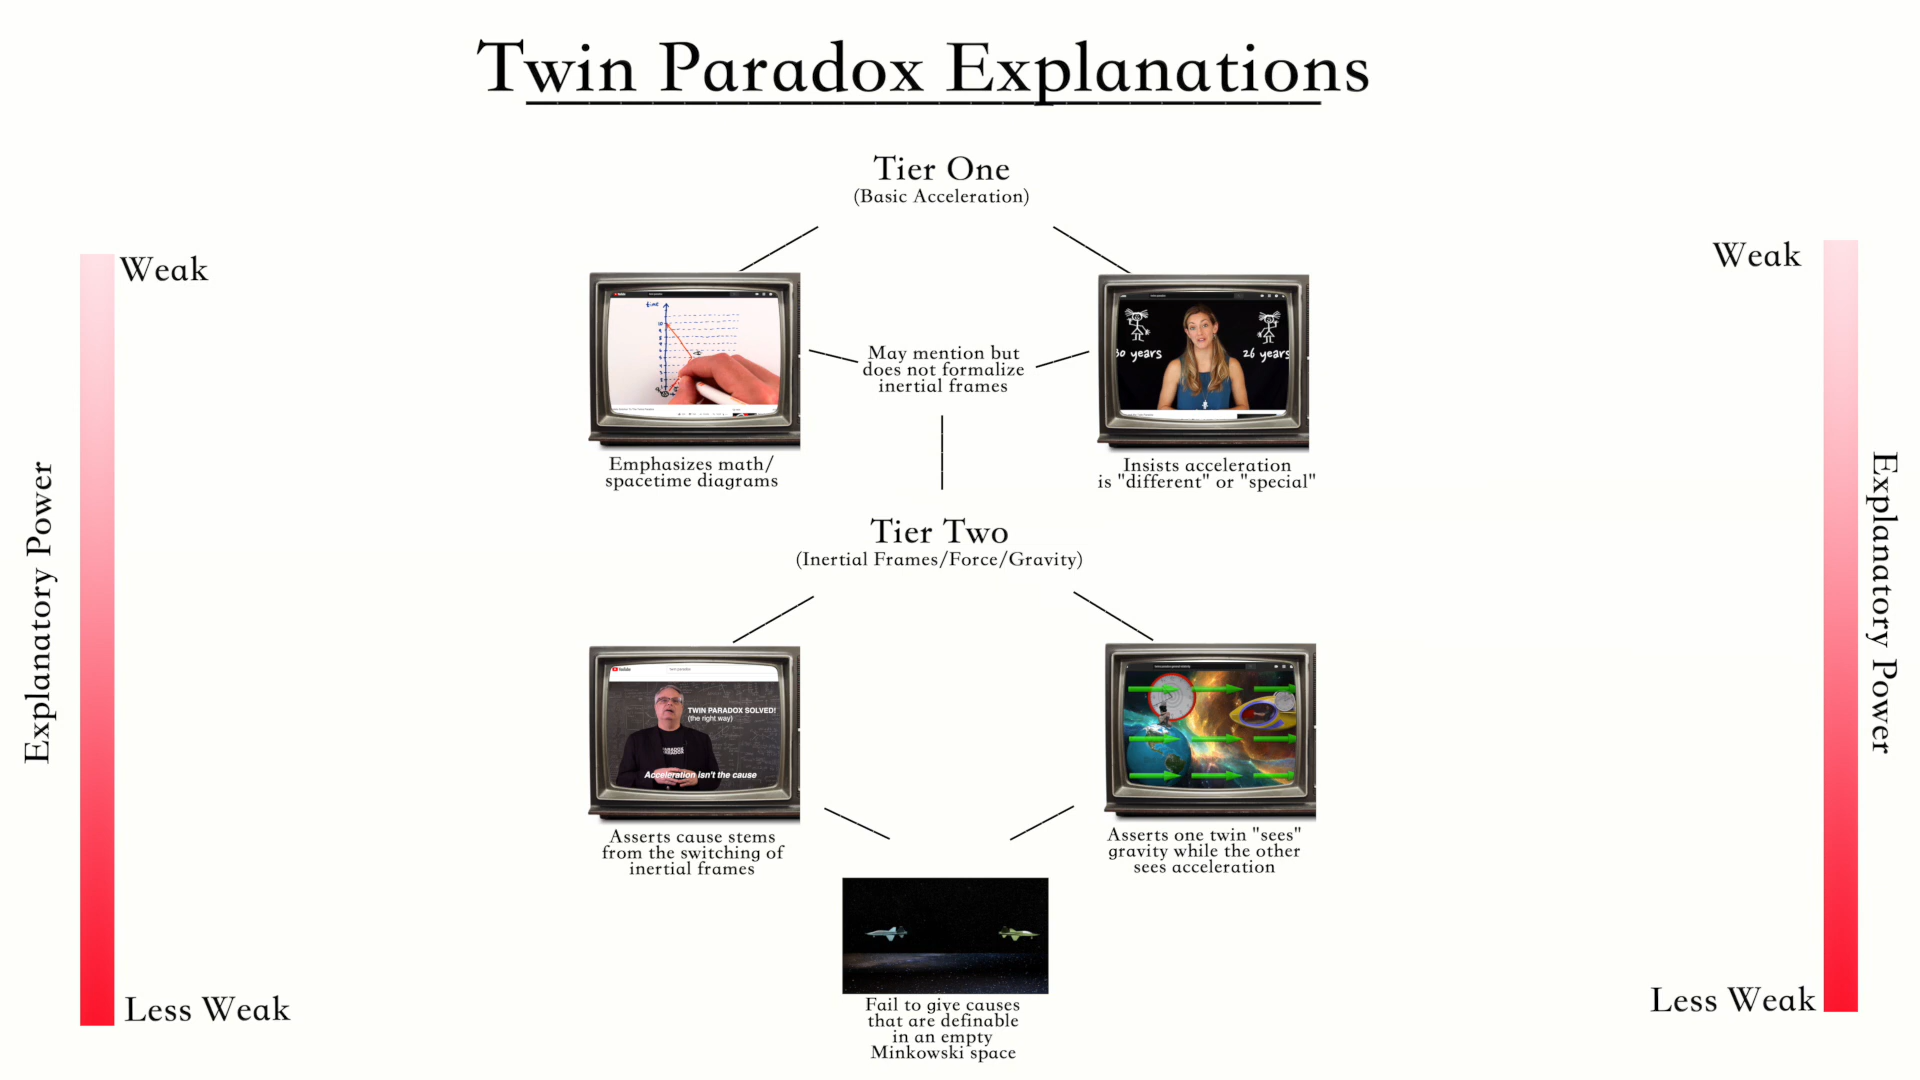 Twin Paradox Explanations
Tier One
(Basic Acceleration)
Weak
Weak
time
30 years
26 years
May mention but
does not formalize
inertial frames
Emphasizes math/
spacetime diagrams
Insists acceleration
is "different" or "special"
Explanatory Power
Explanatory Power
Tier Two
(Inertial Frames/Force/Gravity)
YouTube
twin paradox
TWIN PARADOX SOLVED!
(the right way)
Acceleration isn't the cause
Asserts cause stems
from the switching of
inertial frames
Asserts one twin "sees"
gravity while the other
sees acceleration
Less Weak
Less Weak
Fail to give causes
that are definable
in an empty
Minkowski space